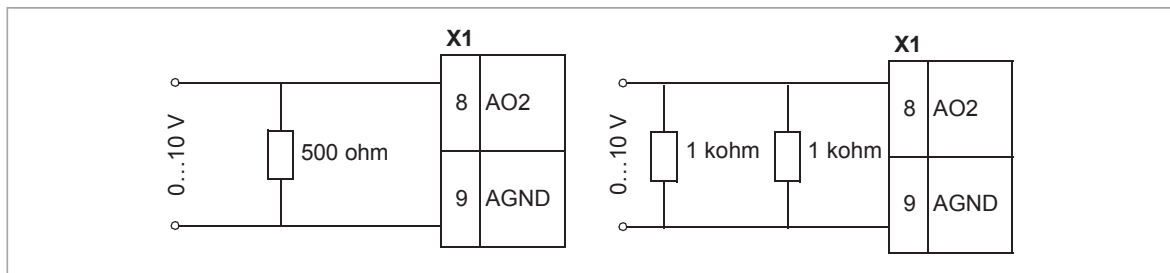 X1
8 AO2
0…10 V
500 ohm
9 AGND
X1
8 AO2
0…10 V
1 kohm
1 kohm
9 AGND